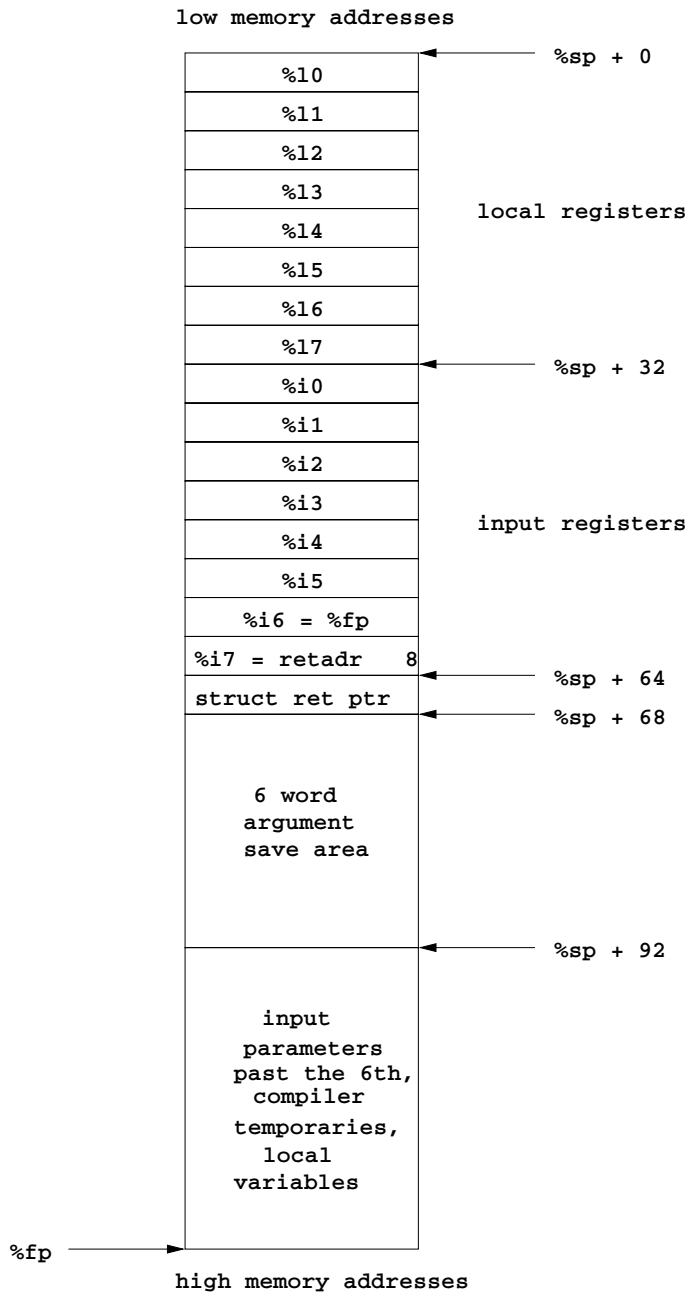 low memory addresses
%sp + 0
%l0
%l1
%l2
%l3
local registers
%l4
%l5
%l6
%l7
%sp + 32
%i0
%i1
%i2
%i3
input registers
%i4
%i5
%i6 = %fp
%i7 = retadr 8
%sp + 64
struct ret ptr
%sp + 68
6 word
argument
save area
%sp + 92
input
parameters
past the 6th,
compiler
temporaries,
local
variables
%fp
high memory addresses